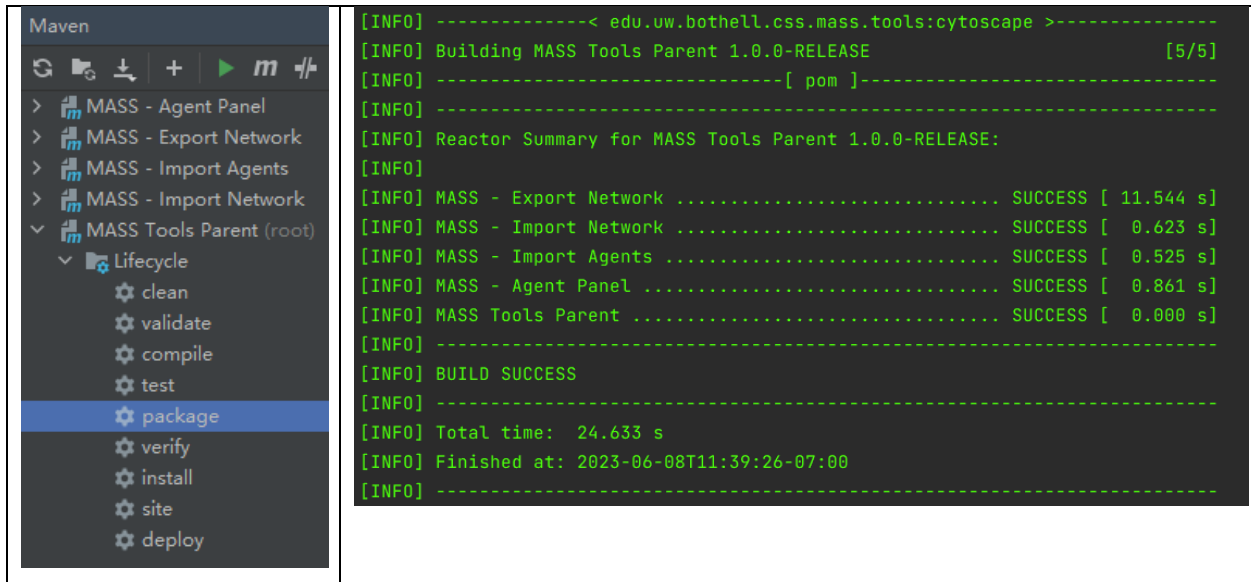 Maven
MASS - Agent Panel
MASS - Export Network
MASS - Import Agents
MASS - Import Network
MASS Tools Parent (root)
Lifecycle
clean
validate
compile
test
package
verify
install
site
deploy
[INFO] --------------< edu.uw.bothell.css.mass.tools:cytoscape >---------------
[INFO] Building MASS Tools Parent 1.0.0-RELEASE [5/5]
[INFO] --------------------------------[ pom ]---------------------------------
[INFO] ------------------------------------------------------------------------
[INFO] Reactor Summary for MASS Tools Parent 1.0.0-RELEASE:
[INFO]
[INFO] MASS - Export Network .............................. SUCCESS [ 11.544 s]
[INFO] MASS - Import Network .............................. SUCCESS [  0.623 s]
[INFO] MASS - Import Agents ............................... SUCCESS [  0.525 s]
[INFO] MASS - Agent Panel ................................. SUCCESS [  0.861 s]
[INFO] MASS Tools Parent .................................. SUCCESS [  0.000 s]
[INFO] ------------------------------------------------------------------------
[INFO] BUILD SUCCESS
[INFO] ------------------------------------------------------------------------
[INFO] Total time:  24.633 s
[INFO] Finished at: 2023-06-08T11:39:26-07:00
[INFO] ------------------------------------------------------------------------